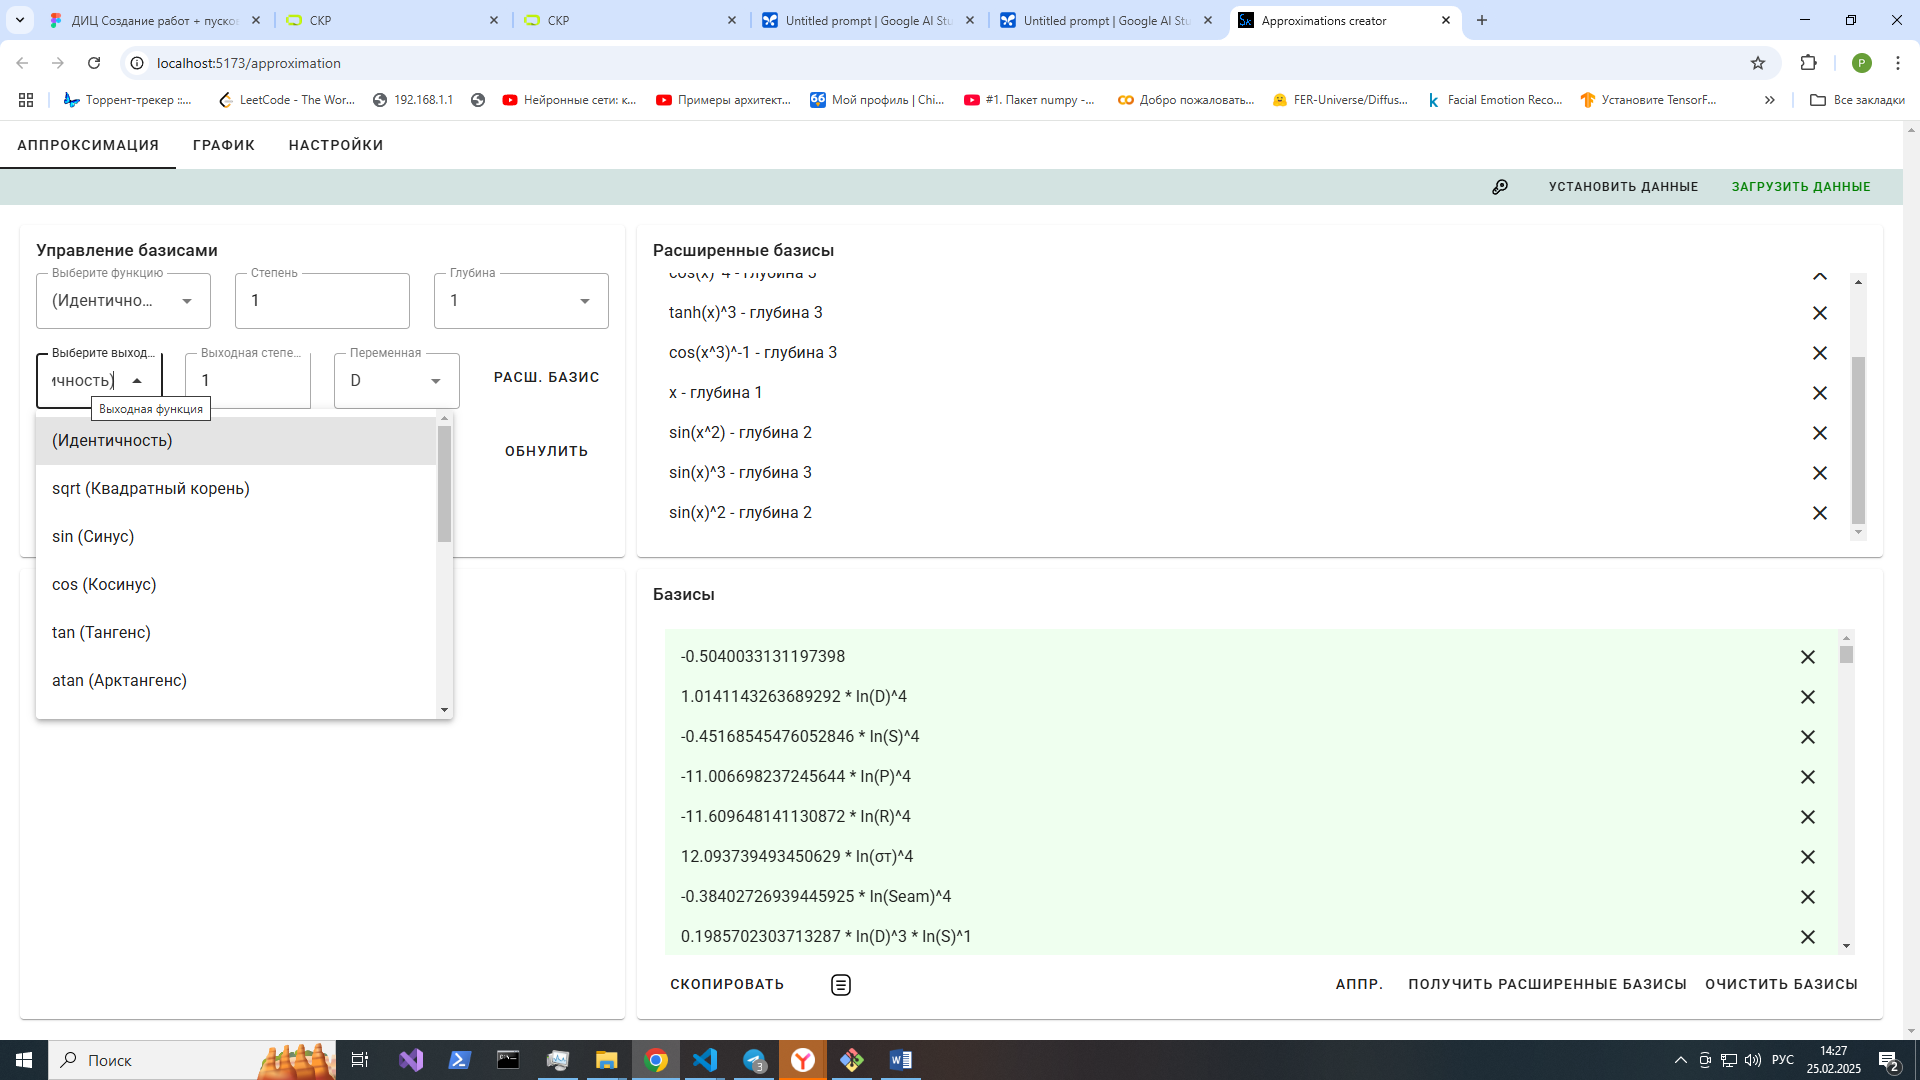 ДИЦ Создание работ + пуско
СКР
СКР
Untitled prompt | Google AI Stu
Untitled prompt | Google AI Stu
Approximations creator
localhost:5173/approximation
P
Торрент-трекер ::...
LeetCode - The Wor...
192.168.1.1
Нейронные сети: к...
Примеры архитект...
Мой профиль | Chi...
#1. Пакет numpy -...
Добро пожаловать...
FER-Universe/Diffus...
Facial Emotion Reco...
Установите TensorF...
Все закладки
АППРОКСИМАЦИЯ
ГРАФИК
НАСТРОЙКИ
УСТАНОВИТЬ ДАННЫЕ
ЗАГРУЗИТЬ ДАННЫЕ
Управление базисами
Выберите функцию
(Идентично...
Степень
1
Глубина
1
Выберите выход...
ичность)
Выходная степе...
1
Переменная
D
РАСШ. БАЗИС
Выходная функция
ОБНУЛИТЬ
(Идентичность)
sqrt (Квадратный корень)
sin (Синус)
cos (Косинус)
tan (Тангенс)
atan (Арктангенс)
Расширенные базисы
tanh(x)^3 - глубина 3
cos(x^3)^-1 - глубина 3
x - глубина 1
sin(x^2) - глубина 2
sin(x)^3 - глубина 3
sin(x)^2 - глубина 2
Базисы
-0.5040033131197398
1.0141143263689292 * ln(D)^4
-0.45168545476052846 * ln(S)^4
-11.006698237245644 * ln(P)^4
-11.609648141130872 * ln(R)^4
12.093739493450629 * ln(σт)^4
-0.38402726939445925 * ln(Seam)^4
0.1985702303713287 * ln(D)^3 * ln(S)^1
СКОПИРОВАТЬ
АППР.
ПОЛУЧИТЬ РАСШИРЕННЫЕ БАЗИСЫ
ОЧИСТИТЬ БАЗИСЫ
Поиск
3
РУС
14:27
25.02.2025
2